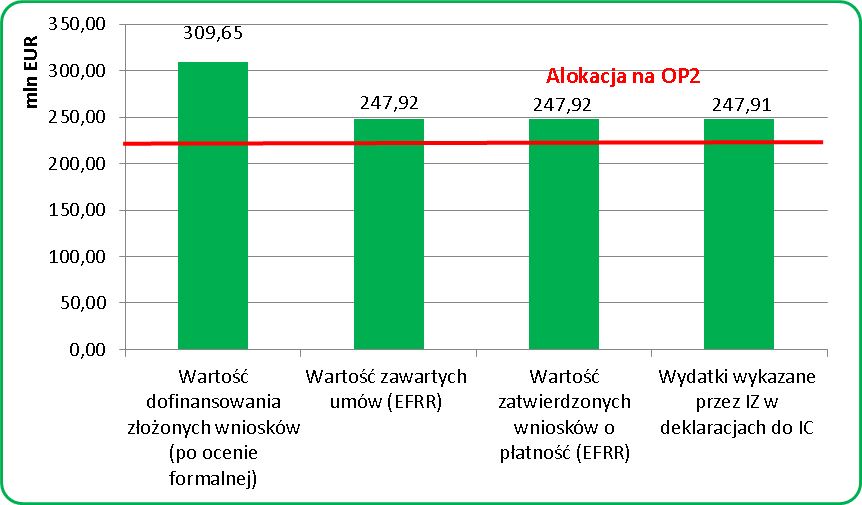 350,00
300,00
250,00
200,00
150,00
100,00
50,00
0,00
mln EUR
309,65
247,92
247,92
247,91
Alokacja na OP2
Wartość
dofinansowania
złożonych wniosków
(po ocenie
formalnej)
Wartość zawartych
umów (EFRR)
Wartość
zatwierdzonych
wniosków o
płatność (EFRR)
Wydatki wykazane
przez IZ w
deklaracjach do IC